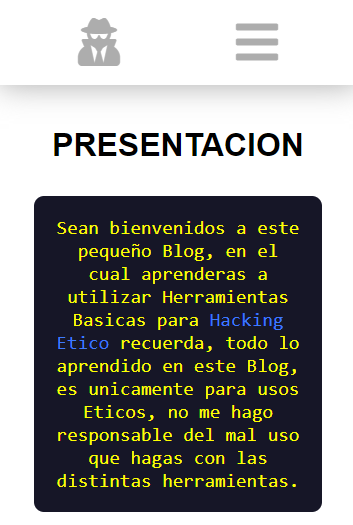 PRESENTACION
Sean bienvenidos a este
pequeño Blog, en el
cual aprenderas a
utilizar Herramientas
Basicas para Hacking
Etico recuerda, todo lo
aprendido en este Blog,
es unicamente para usos
Eticos, no me hago
responsable del mal uso
que hagas con las
distintas herramientas.